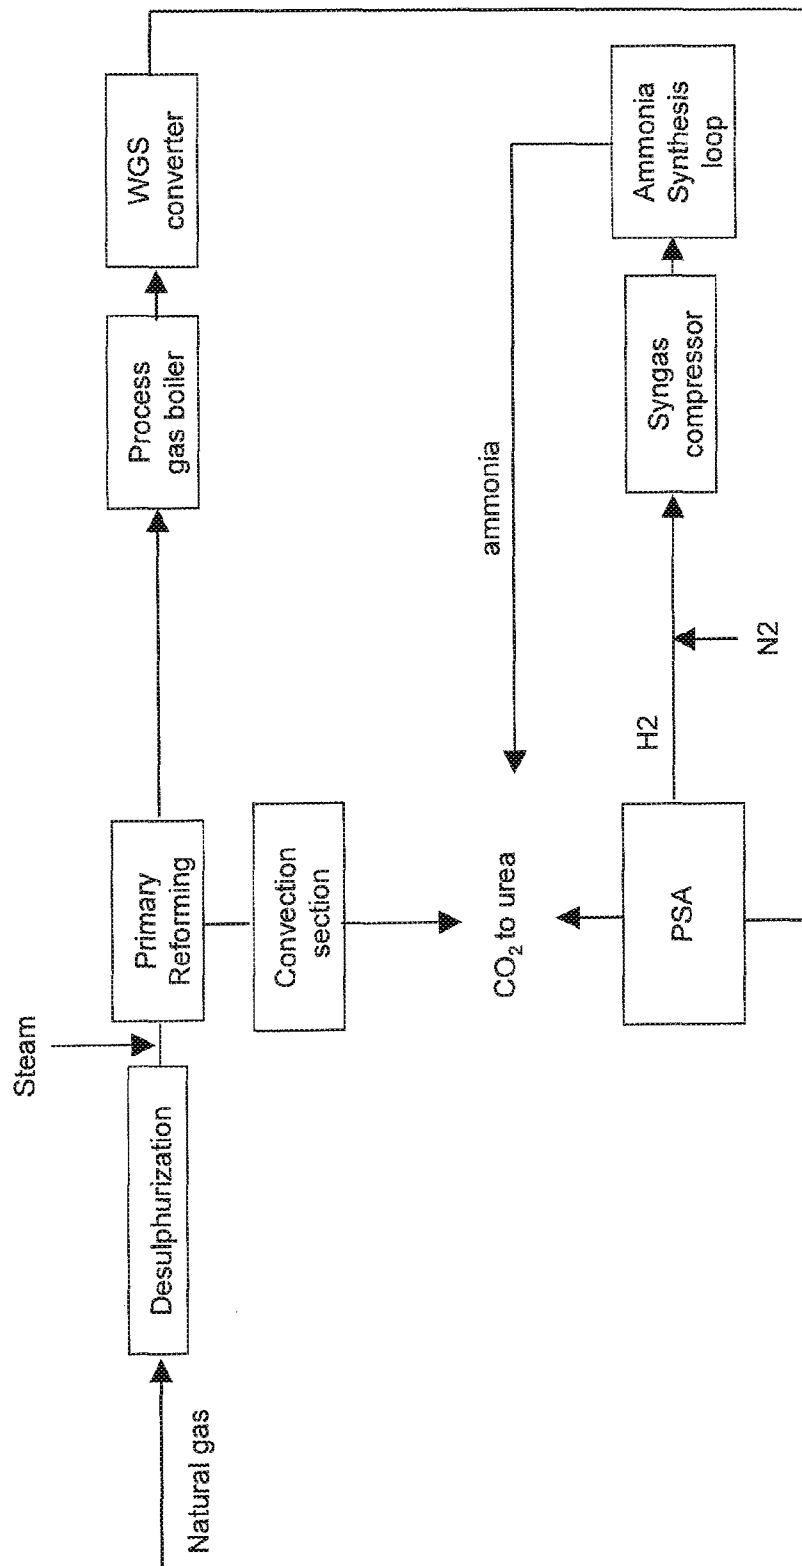 Natural gas
Desulphurization
Steam
Primary
Reforming
Process
gas boiler
WGS
converter
Convection
section
CO₂ to urea
ammonia
PSA
H2
N2
Syngas
compressor
Ammonia
Synthesis
loop